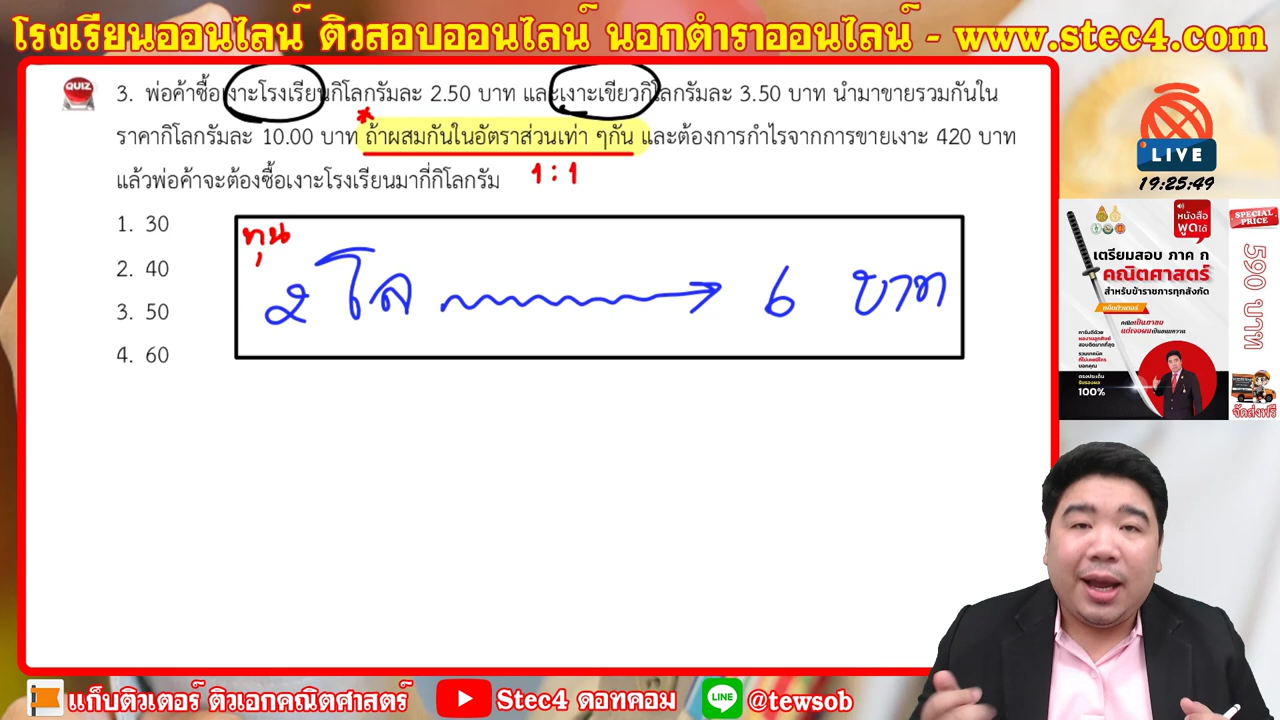 โรงเรียนออนไลน์ ติวสอบออนไลน์ นอกตำราออนไลน์ - www.stec4.com
QUIZ
3. พ่อค้าซื้อเงาะโรงเรียนกิโลกรัมละ 2.50 บาท และเงาะเขียวกิโลกรัมละ 3.50 บาท นำมาขายรวมกันใน
ราคากิโลกรัมละ 10.00 บาท ถ้าผสมกันในอัตราส่วนเท่า ๆกัน และต้องการกำไรจากการขายเงาะ 420 บาท
แล้วพ่อค้าจะต้องซื้อเงาะโรงเรียนมากี่กิโลกรัม
1 : 1
1. 30
2. 40
3. 50
4. 60
ทุน
2 โล 6 บาท
LIVE
19:25:49
หนังสือ
พูดได้
เตรียมสอบ ภาค ก
คณิตศาสตร์
สำหรับข้าราชการทุกสังกัด
100%
SPECIAL
PRICE
590 บาท
จัดส่งฟรี
แก็บติวเตอร์ ติวเอกคณิตศาสตร์
Stec4 ดอทคอม
LINE
@tewsob